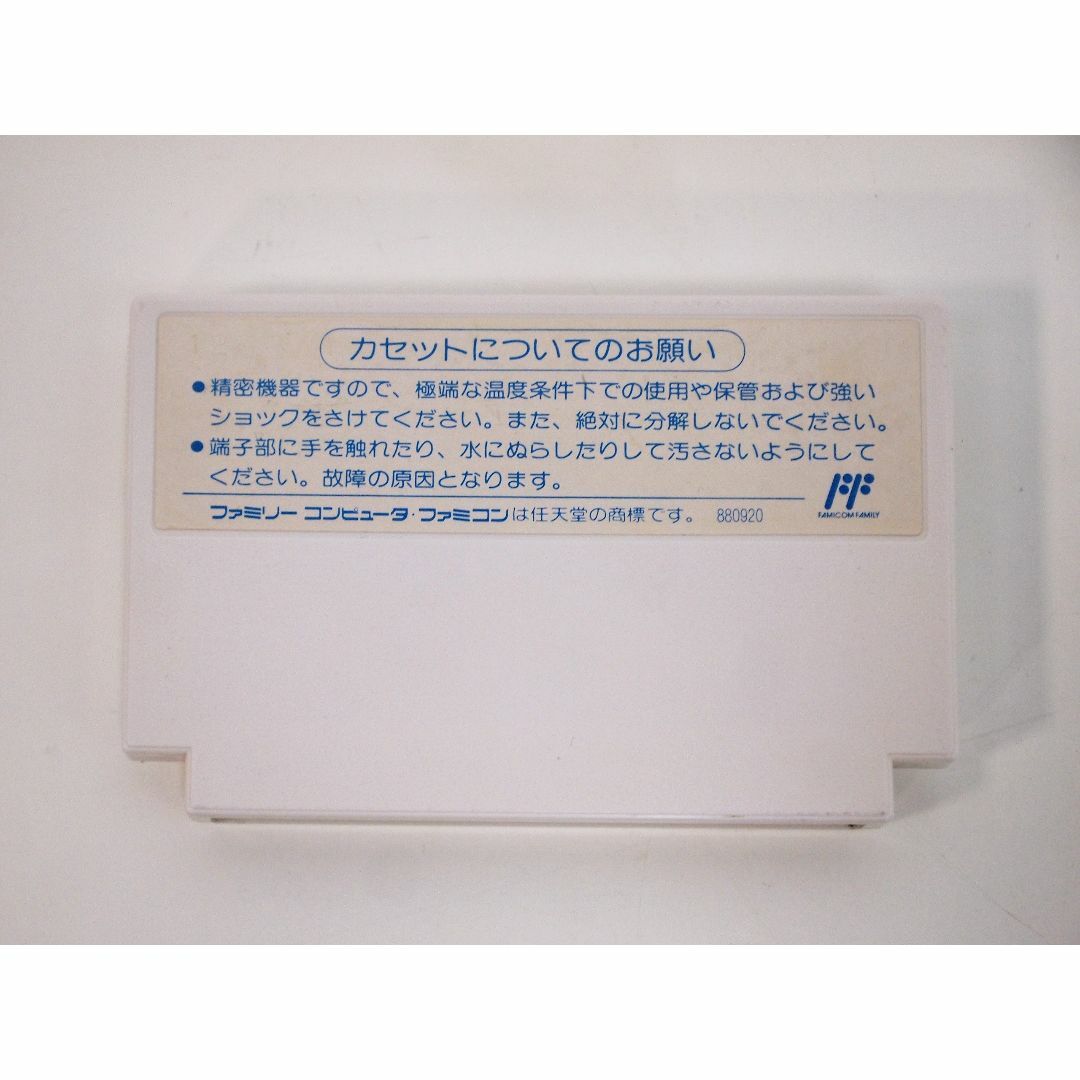 カセットについてのお願い
●精密機器ですので、極端な温度条件下での使用や保管および強い
ショックをさけてください。また、絶対に分解しないでください。
●端子部に手を触れたり、水にぬらしたりして汚さないようにして
ください。故障の原因となります。
FAMICOM FAMILY
ファミリー コンピュータ・ファミコンは任天堂の商標です。 880920